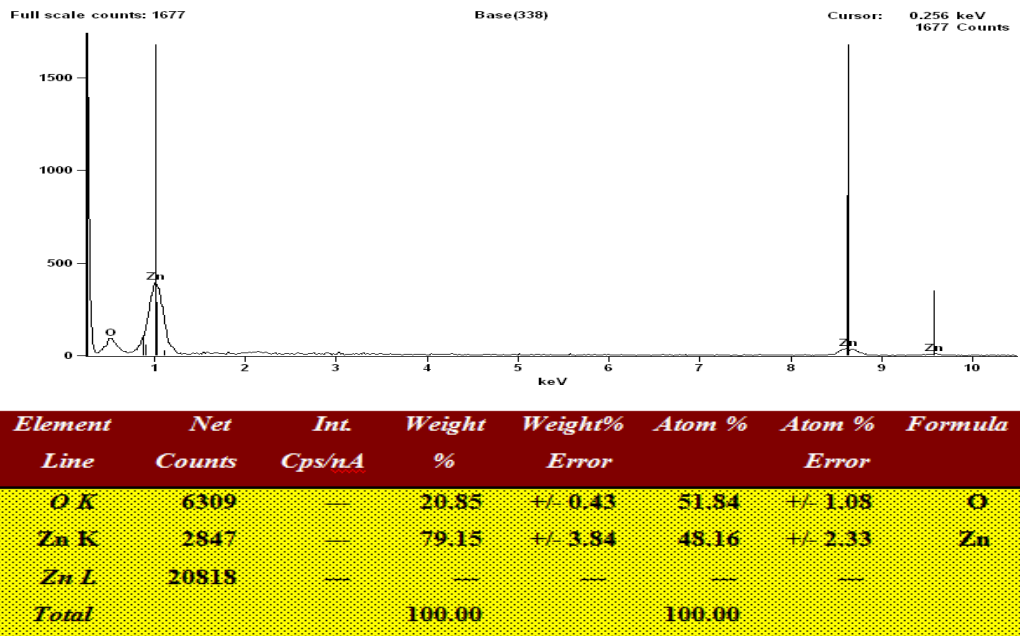 Full scale counts: 1677 Base(338) Cursor: 0.256 keV
1677 Counts
1500
1000
500
0
O
Zn
Zn
Zn
1 2 3 4 5 6 7 8 9 10
keV
Element Net Int. Weight Weight% Atom % Atom % Formula
Line Counts Cps/nA % Error Error
O K 6309 --- 20.85 +/- 0.43 51.84 +/- 1.08 O
Zn K 2847 --- 79.15 +/- 3.84 48.16 +/- 2.33 Zn
Zn L 20818 --- --- --- --- ---
Total 100.00 100.00